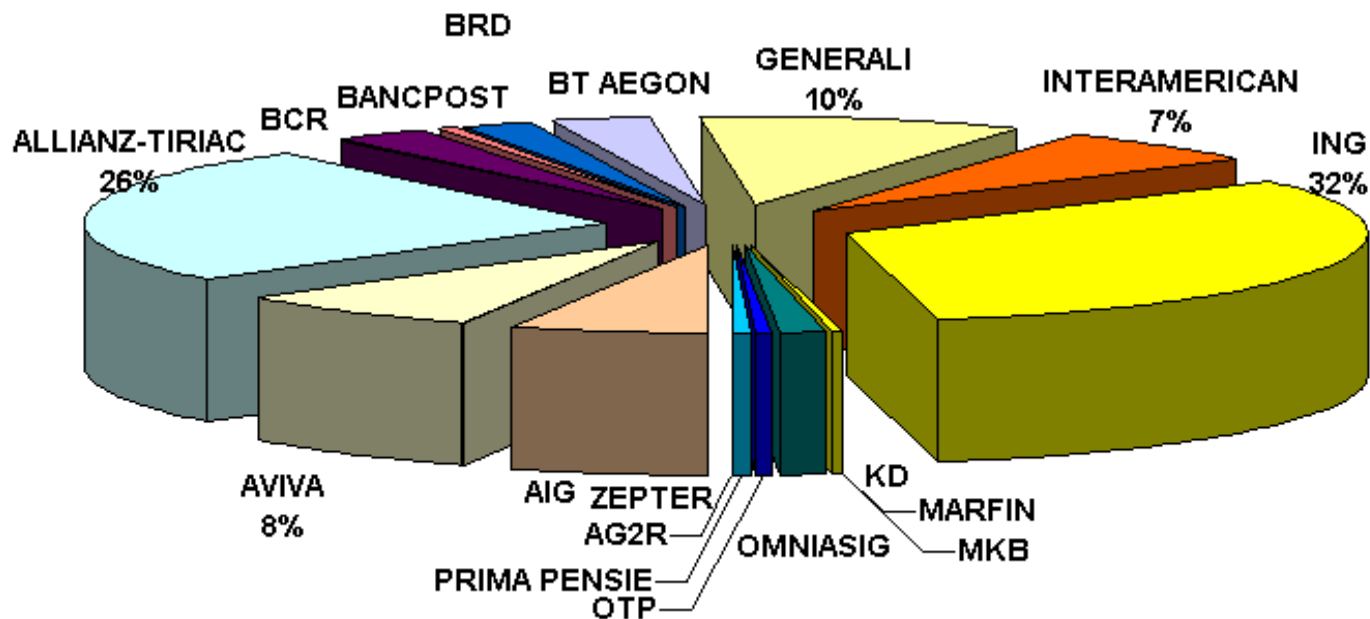 BRD
GENERALI
10%
BT AEGON
INTERAMERICAN
7%
BANCPOST
BCR
ALLIANZ-TIRIAC
26%
ING
32%
AVIVA
8%
AIG
ZEPTER
AG2R
PRIMA PENSIE
OTP
OMNIASIG
KD
MARFIN
MKB